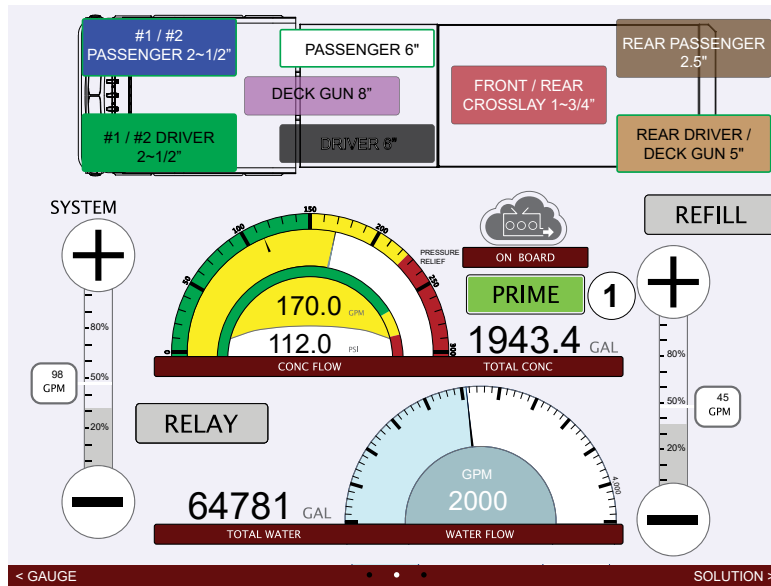 #1 / #2
PASSENGER 2~1/2”
PASSENGER 6"
REAR PASSENGER
2.5”
DECK GUN 8”
FRONT / REAR
CROSSLAY 1~3/4”
#1 / #2 DRIVER
2~1/2”
DRIVER 6"
REAR DRIVER /
DECK GUN 5"
SYSTEM
REFILL
0
50
100
150
200
250
300
PRESSURE
RELIEF
ON BOARD
PRIME
1
170.0 GPM
112.0 PSI
1943.4 GAL
CONC FLOW
TOTAL CONC
80%
50%
20%
98
GPM
80%
50%
20%
45
GPM
RELAY
4,000
GPM
2000
64781 GAL
TOTAL WATER
WATER FLOW
< GAUGE
SOLUTION >